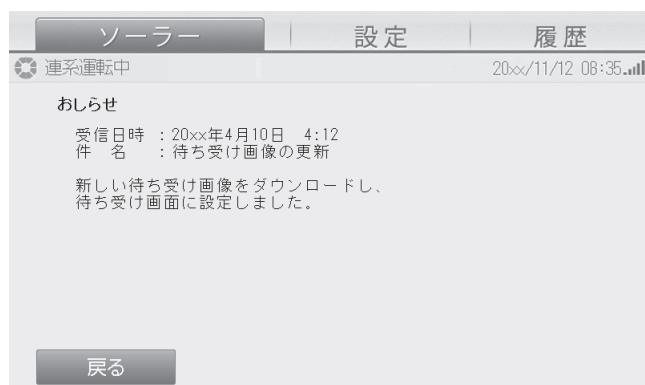 ソーラー 設定 履歴
連系運転中 20xx/11/12 08:35
おしらせ
受信日時 :20xx年4月10日 4:12
件 名 :待ち受け画像の更新
新しい待ち受け画像をダウンロードし、
待ち受け画面に設定しました。
戻る